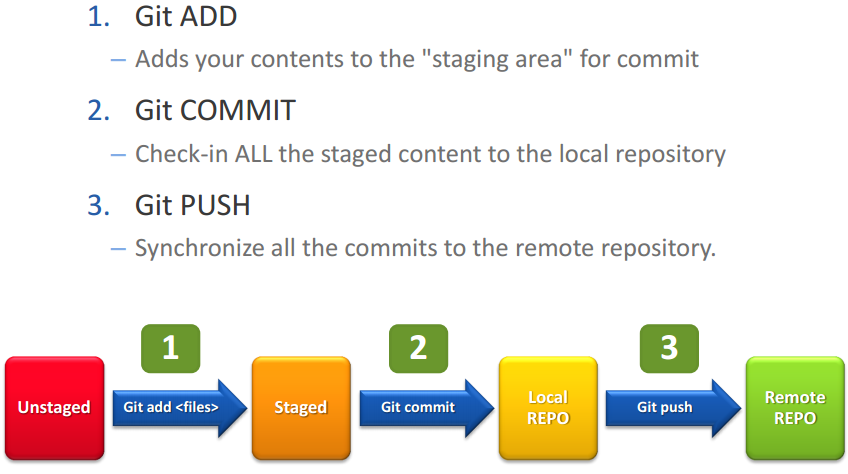 1. Git ADD
– Adds your contents to the "staging area" for commit
2. Git COMMIT
– Check-in ALL the staged content to the local repository
3. Git PUSH
– Synchronize all the commits to the remote repository.
1
2
3
Unstaged
Git add <files>
Staged
Git commit
Local
REPO
Git push
Remote
REPO